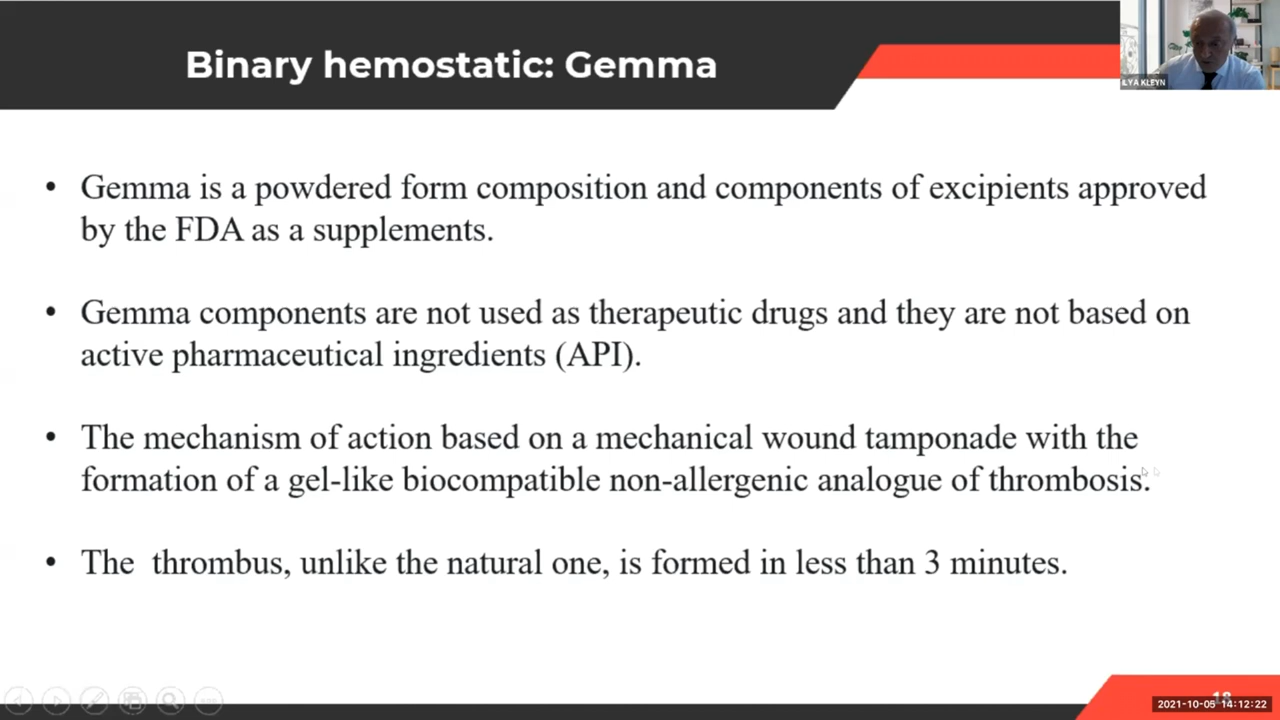 Binary hemostatic: Gemma
ILYA KLEYN
• Gemma is a powdered form composition and components of excipients approved
by the FDA as a supplements.
• Gemma components are not used as therapeutic drugs and they are not based on
active pharmaceutical ingredients (API).
• The mechanism of action based on a mechanical wound tamponade with the
formation of a gel-like biocompatible non-allergenic analogue of thrombosis.
• The  thrombus, unlike the natural one, is formed in less than 3 minutes.
18
2021-10-05 14:12:22